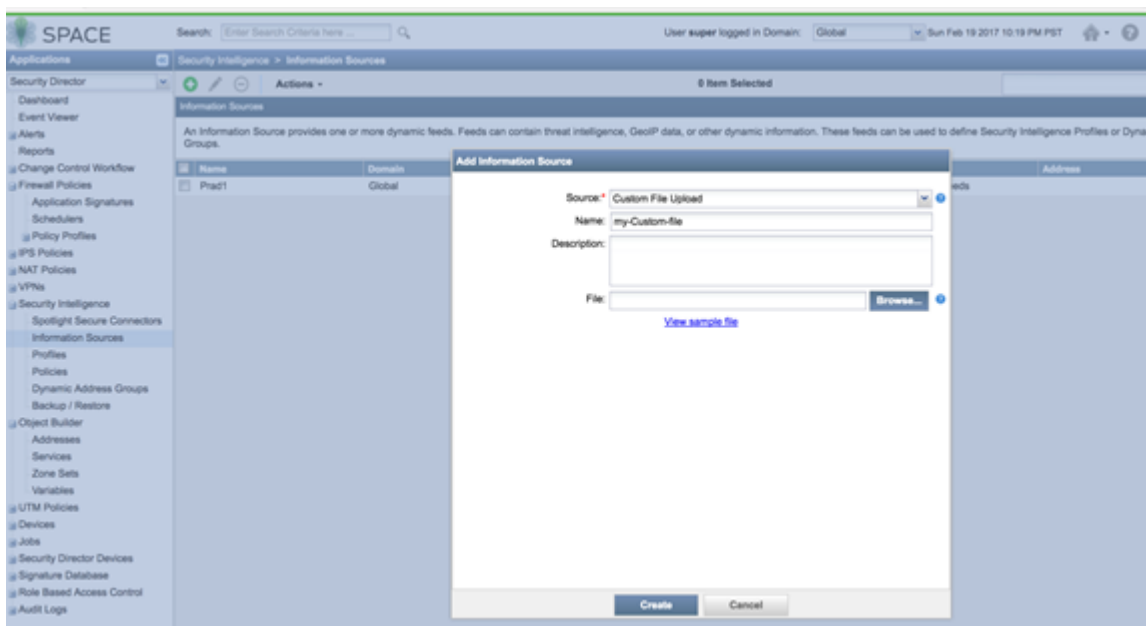 SPACE
Search: Enter Search Criteria here ...
User super logged in Domain: Global
Sun Feb 19 2017 10:19 PM PST
Applications
Security Intelligence > Information Sources
Security Director
Actions
0 Item Selected
Dashboard
Event Viewer
Alerts
Reports
Change Control Workflow
Firewall Policies
Application Signatures
Schedulers
Policy Profiles
IPS Policies
NAT Policies
VPNs
Security Intelligence
Spotlight Secure Connectors
Information Sources
Profiles
Policies
Dynamic Address Groups
Backup / Restore
Object Builder
Addresses
Services
Zone Sets
Variables
UTM Policies
Devices
Jobs
Security Director Devices
Signature Database
Role Based Access Control
Audit Logs
Information Sources
An Information Source provides one or more dynamic feeds. Feeds can contain threat intelligence, GeoIP data, or other dynamic information. These feeds can be used to define Security Intelligence Profiles or Dyna
Groups.
Name Domain Address
Prad1 Global eds
Add Information Source
Source:* Custom File Upload
Name: my-Custom-file
Description:
File: Browse...
View sample file
Create Cancel